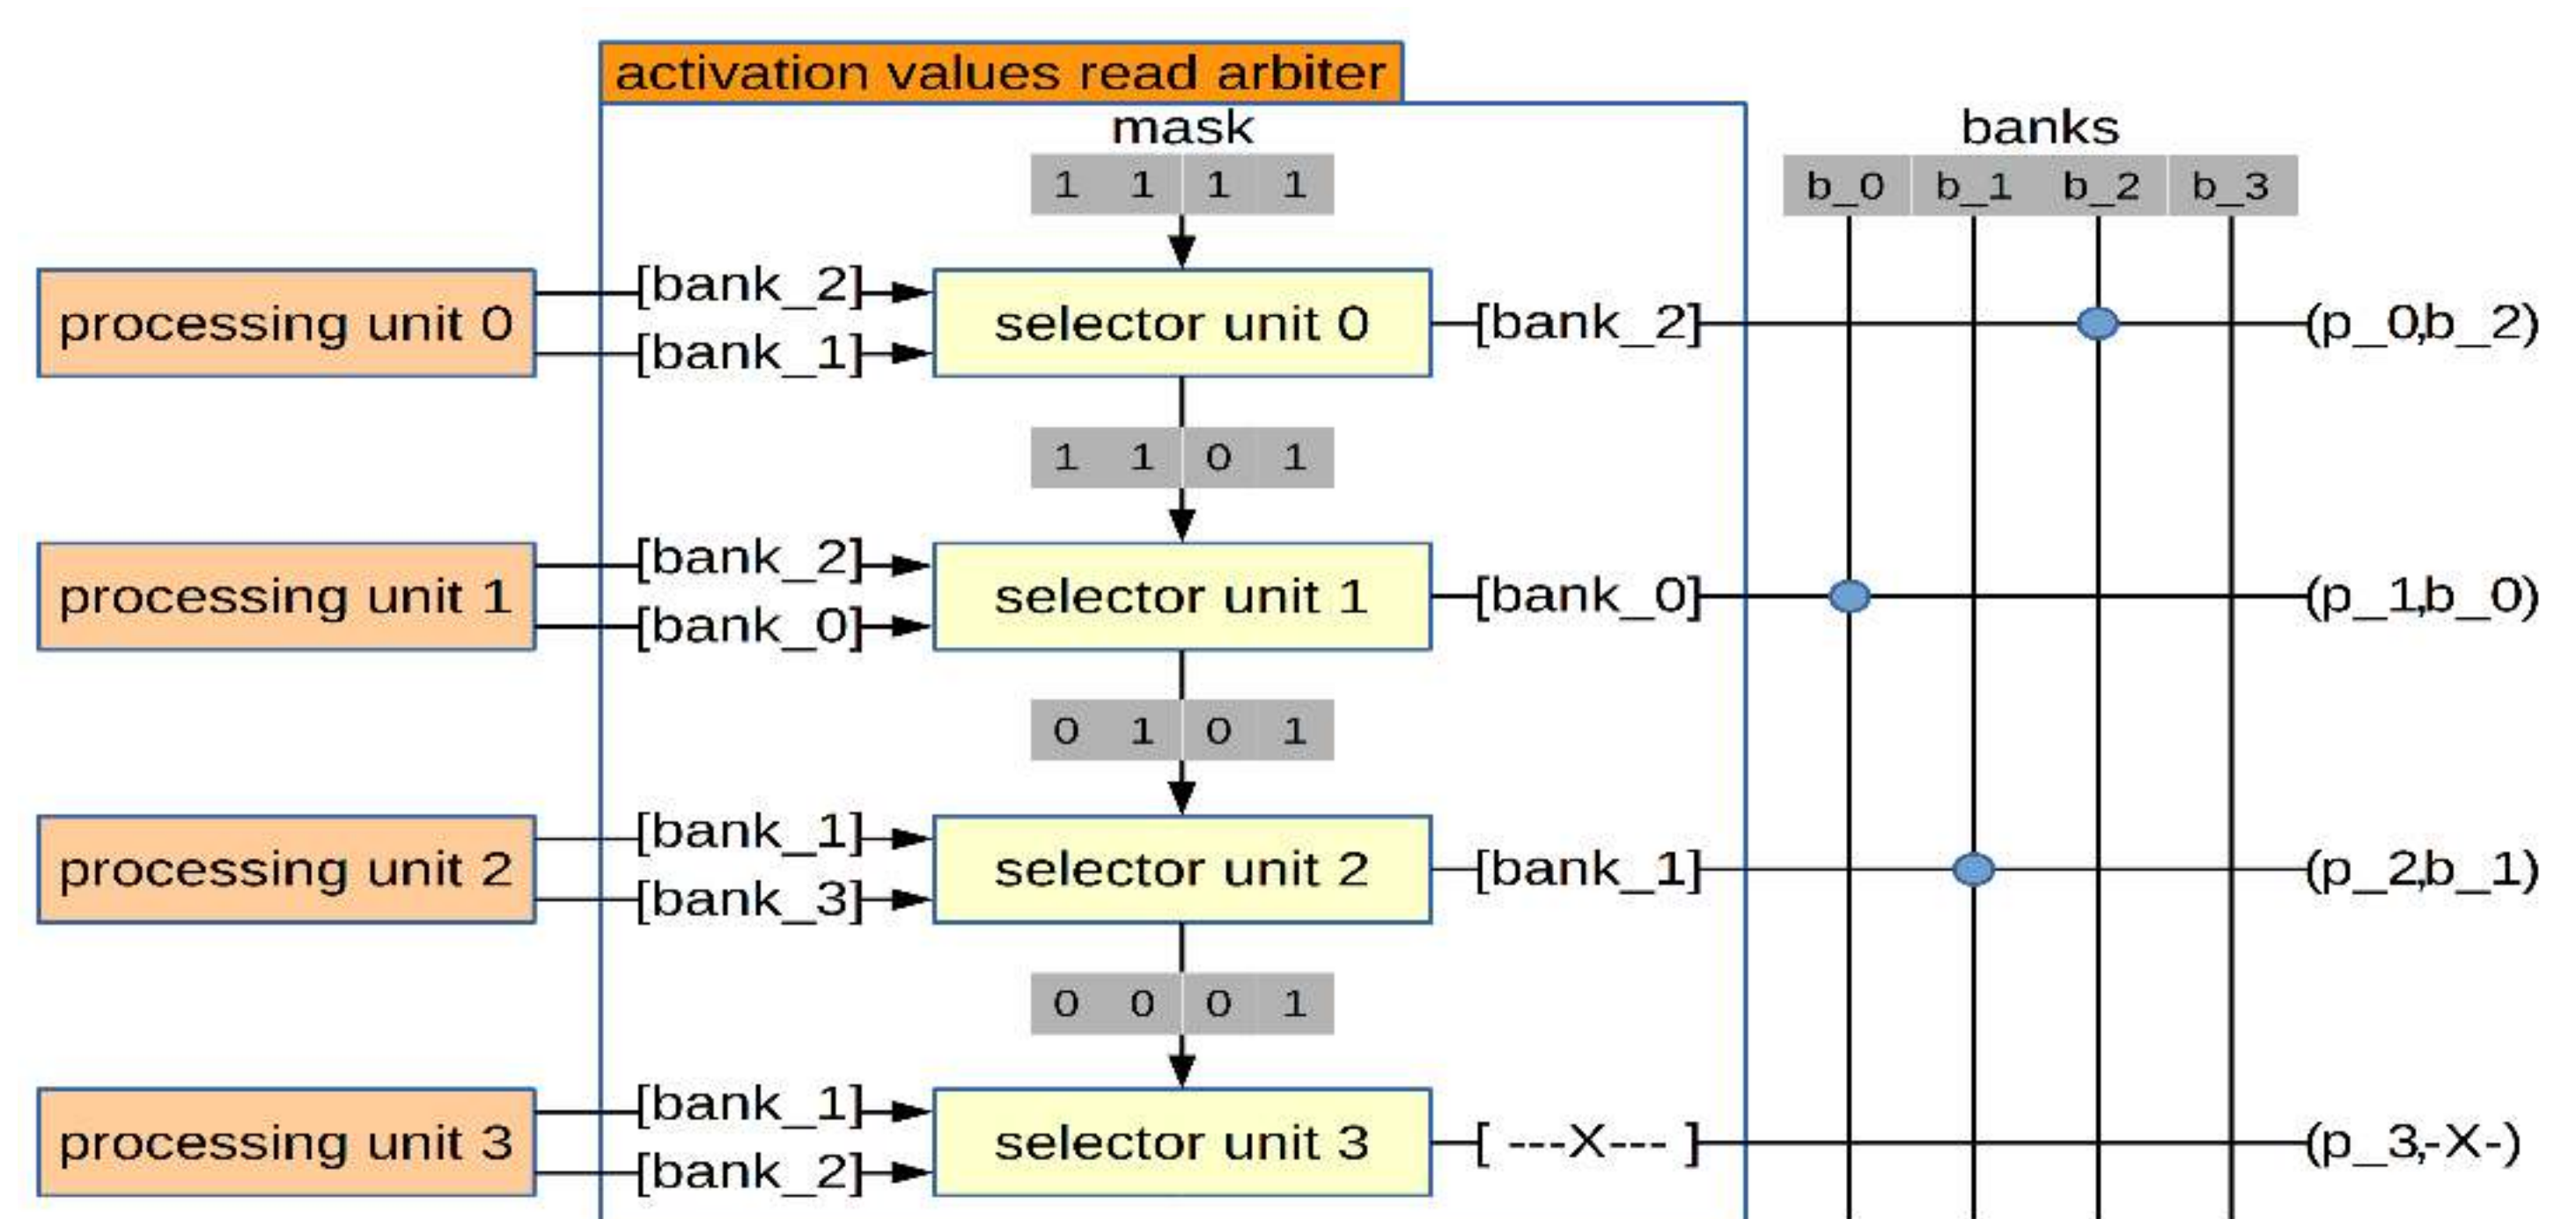 activation values read arbiter
mask
banks
1 1 1 1
b_0 b_1 b_2 b_3
processing unit 0
[bank_2]
[bank_1]
selector unit 0
[bank_2]
(p_0,b_2)
1 1 0 1
processing unit 1
[bank_2]
[bank_0]
selector unit 1
[bank_0]
(p_1,b_0)
0 1 0 1
processing unit 2
[bank_1]
[bank_3]
selector unit 2
[bank_1]
(p_2,b_1)
0 0 0 1
processing unit 3
[bank_1]
[bank_2]
selector unit 3
[ ---X--- ]
(p_3,-X-)